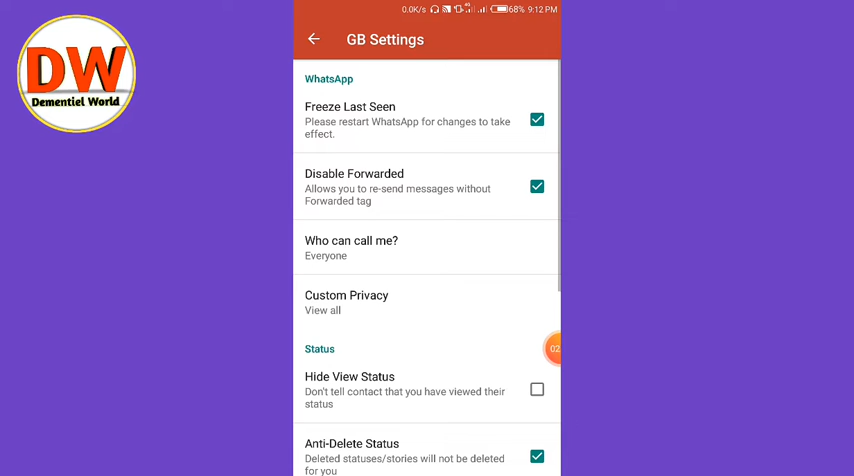 0.0K/s 4G 68% 9:12 PM
GB Settings
DW
Dementiel World
WhatsApp
Freeze Last Seen
Please restart WhatsApp for changes to take
effect.
Disable Forwarded
Allows you to re-send messages without
Forwarded tag
Who can call me?
Everyone
Custom Privacy
View all
02
Status
Hide View Status
Don't tell contact that you have viewed their
status
Anti-Delete Status
Deleted statuses/stories will not be deleted
for you